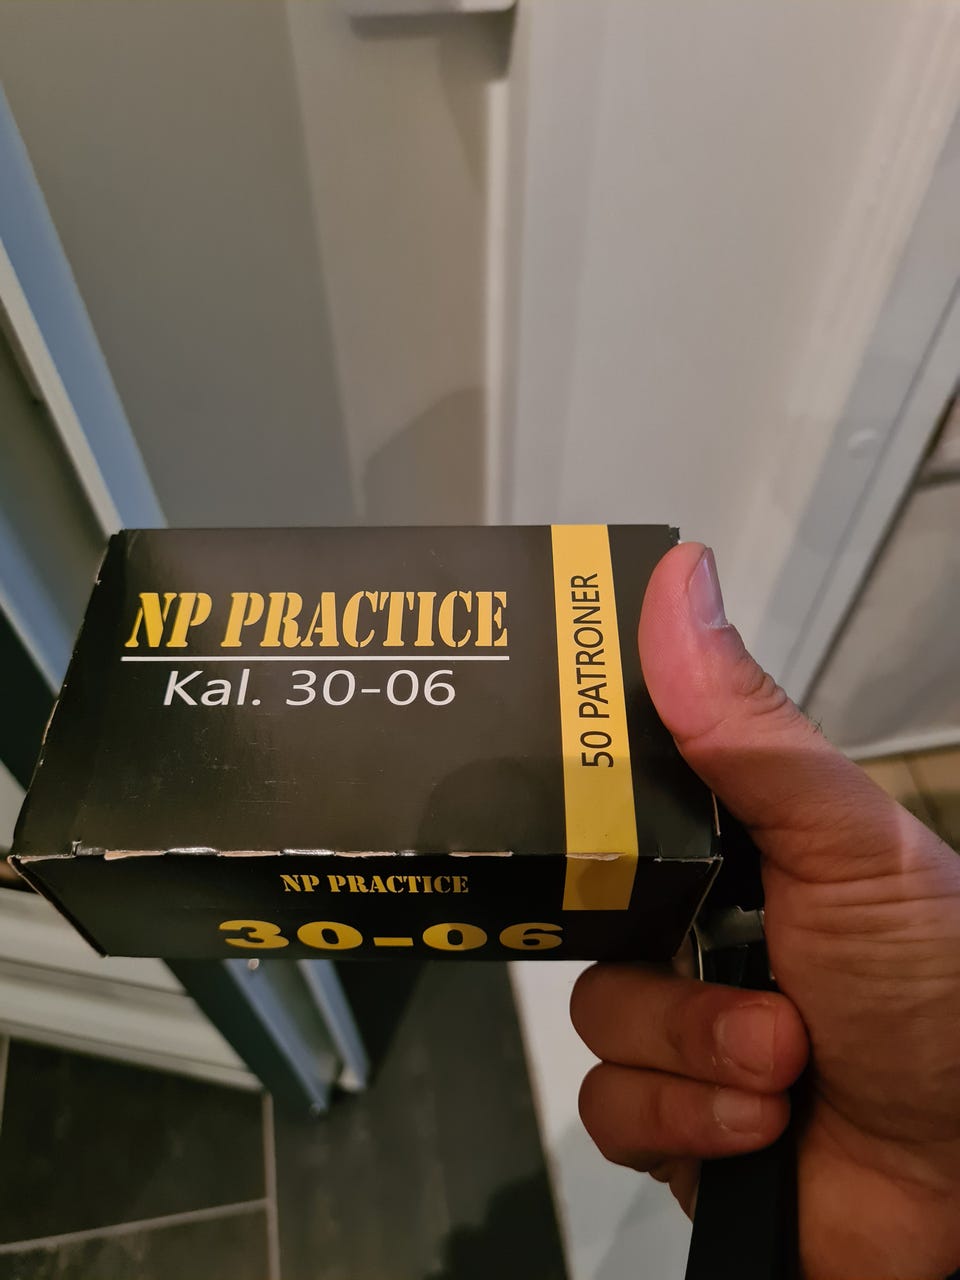 NP PRACTICE
Kal. 30-06
50 PATRONER
NP PRACTICE
30-06